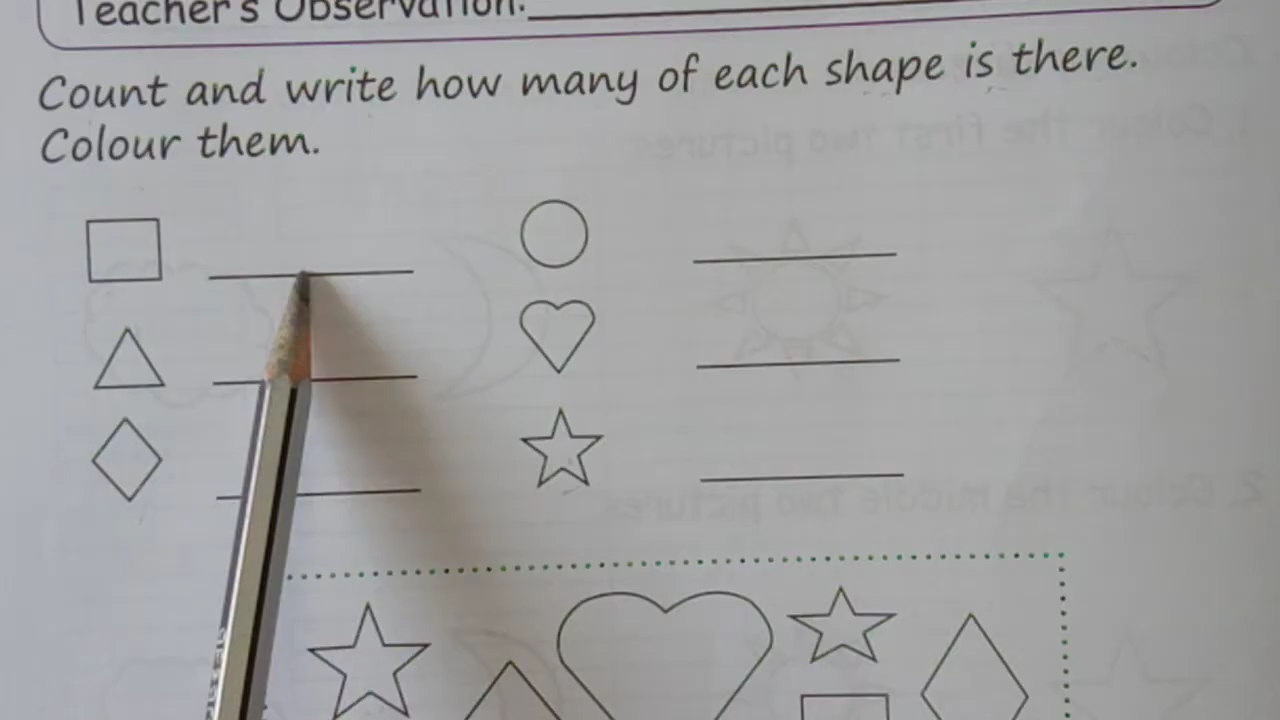 Teacher's Observation:
Count and write how many of each shape is there.
Colour them.